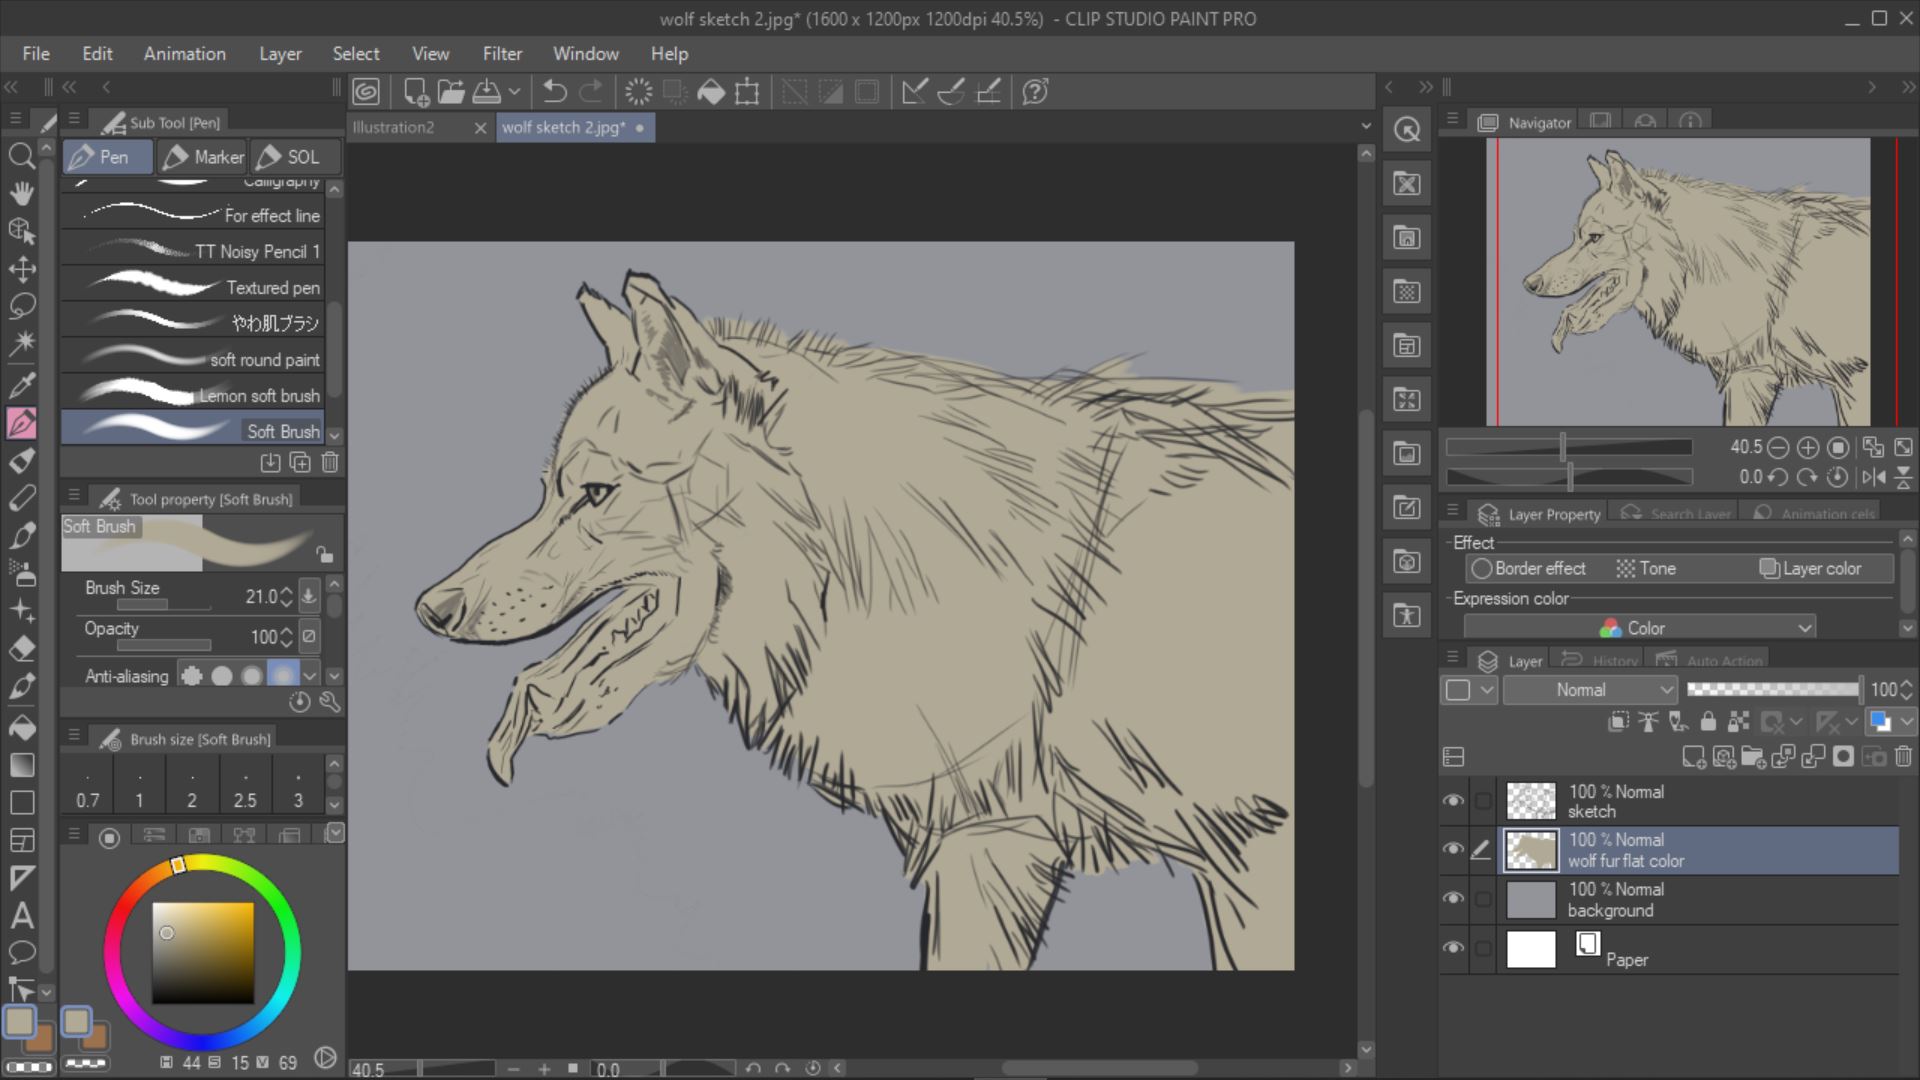 wolf sketch 2.jpg* (1600 x 1200px 1200dpi 40.5%) - CLIP STUDIO PAINT PRO
File Edit Animation Layer Select View Filter Window Help
Sub Tool [Pen]
Pen Marker SOL
Calligraphy
For effect line
TT Noisy Pencil 1
Textured pen
やわ肌ブラシ
soft round paint
Lemon soft brush
Soft Brush
Tool property [Soft Brush]
Soft Brush
Brush Size 21.0
Opacity 100
Anti-aliasing
Brush size [Soft Brush]
0.7 1 2 2.5 3
H 44 S 15 V 69
Illustration2
wolf sketch 2.jpg*
40.5 0.0
Navigator
40.5
0.0
Layer Property Search Layer Animation cels
Effect
Border effect Tone Layer color
Expression color
Color
Layer History Auto Action
Normal 100
100 % Normal
sketch
100 % Normal
wolf fur flat color
100 % Normal
background
Paper